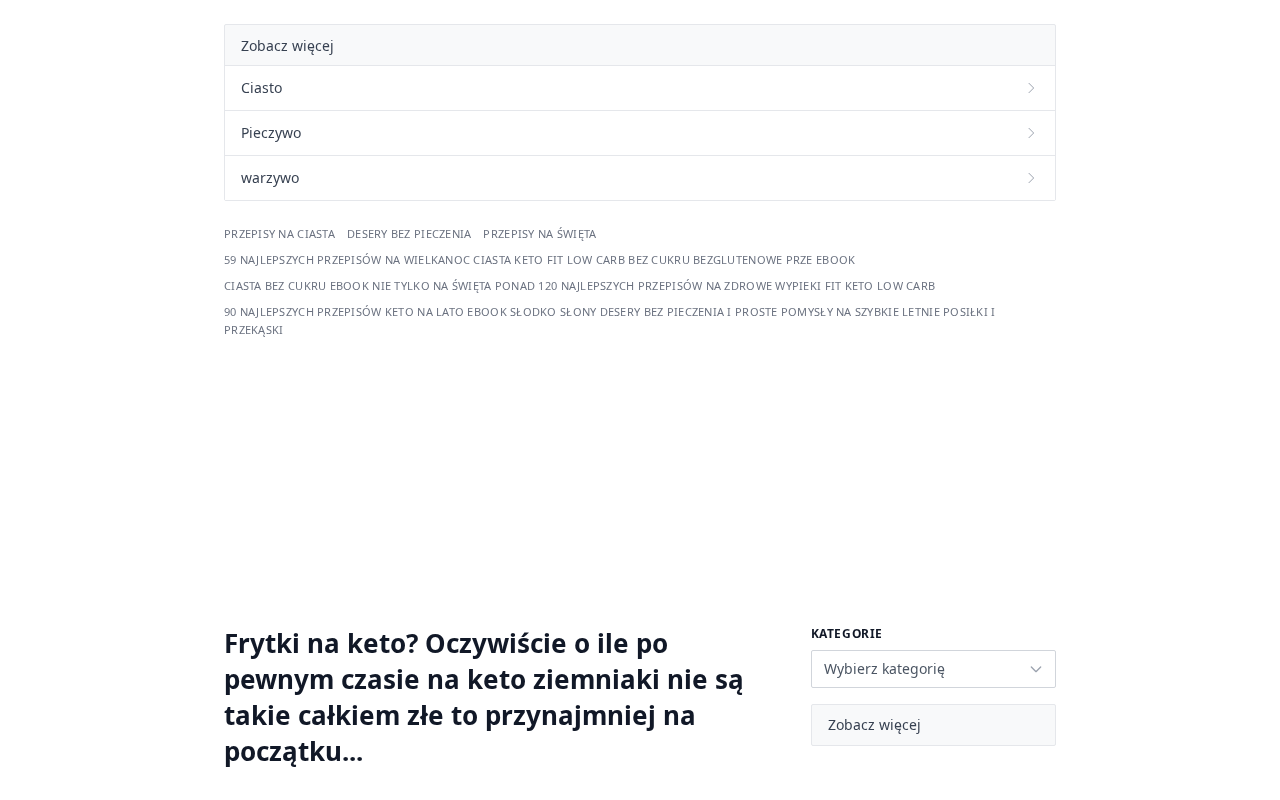 Zobacz więcej
Ciasto
Pieczywo
warzywo
PRZEPISY NA CIASTA DESERY BEZ PIECZENIA PRZEPISY NA ŚWIĘTA
59 NAJLEPSZYCH PRZEPISÓW NA WIELKANOC CIASTA KETO FIT LOW CARB BEZ CUKRU BEZGLUTENOWE PRZE EBOOK
CIASTA BEZ CUKRU EBOOK NIE TYLKO NA ŚWIĘTA PONAD 120 NAJLEPSZYCH PRZEPISÓW NA ZDROWE WYPIEKI FIT KETO LOW CARB
90 NAJLEPSZYCH PRZEPISÓW KETO NA LATO EBOOK SŁODKO SŁONY DESERY BEZ PIECZENIA I PROSTE POMYSŁY NA SZYBKIE LETNIE POSIŁKI I
PRZEKĄSKI
Frytki na keto? Oczywiście o ile po
pewnym czasie na keto ziemniaki nie są
takie całkiem złe to przynajmniej na
początku...
KATEGORIE
Wybierz kategorię
Zobacz więcej